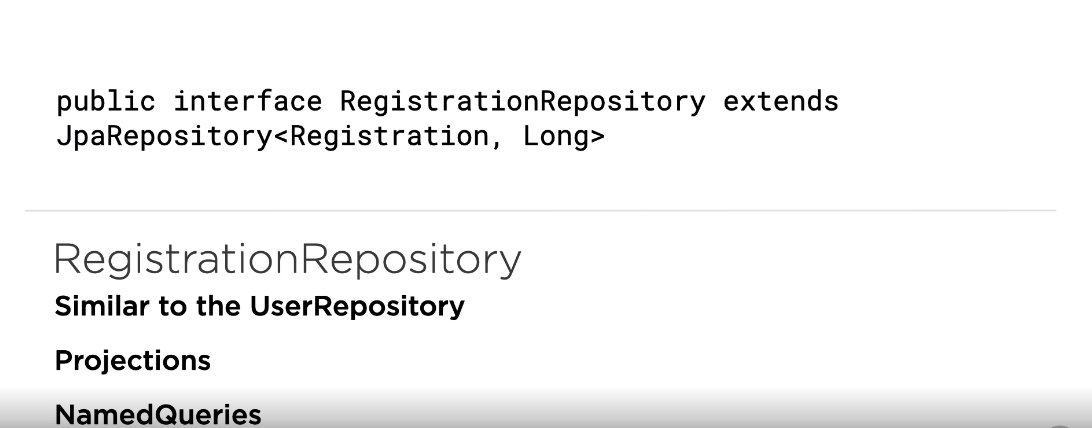 public interface RegistrationRepository extends
JpaRepository<Registration, Long>
RegistrationRepository
Similar to the UserRepository
Projections
NamedQueries